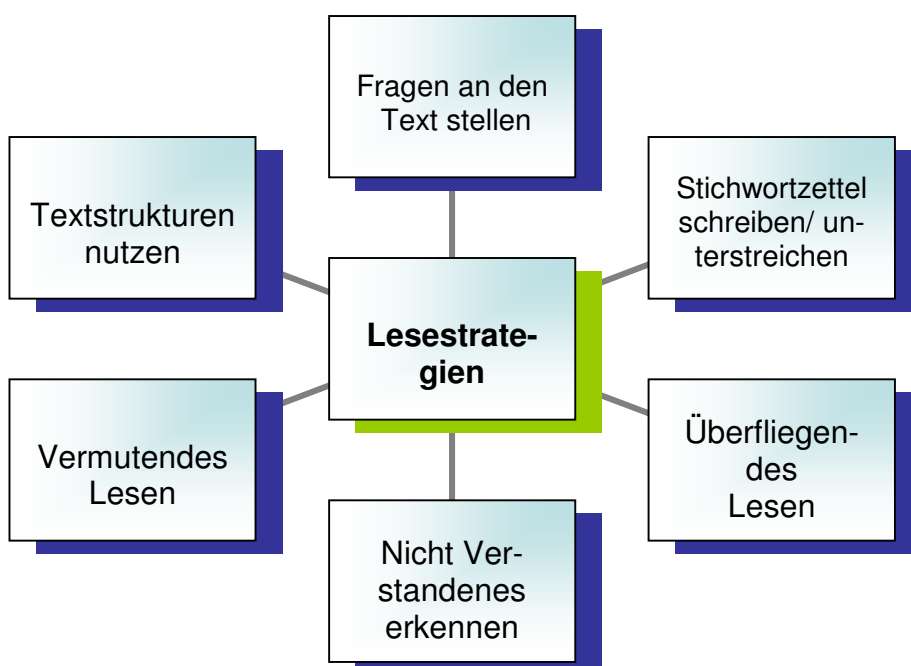 Fragen an den
Text stellen
Textstrukturen
nutzen
Stichwortzettel
schreiben/ un-
terstreichen
Lesestrate-
gien
Vermutendes
Lesen
Überfliegen-
des
Lesen
Nicht Ver-
standenes
erkennen